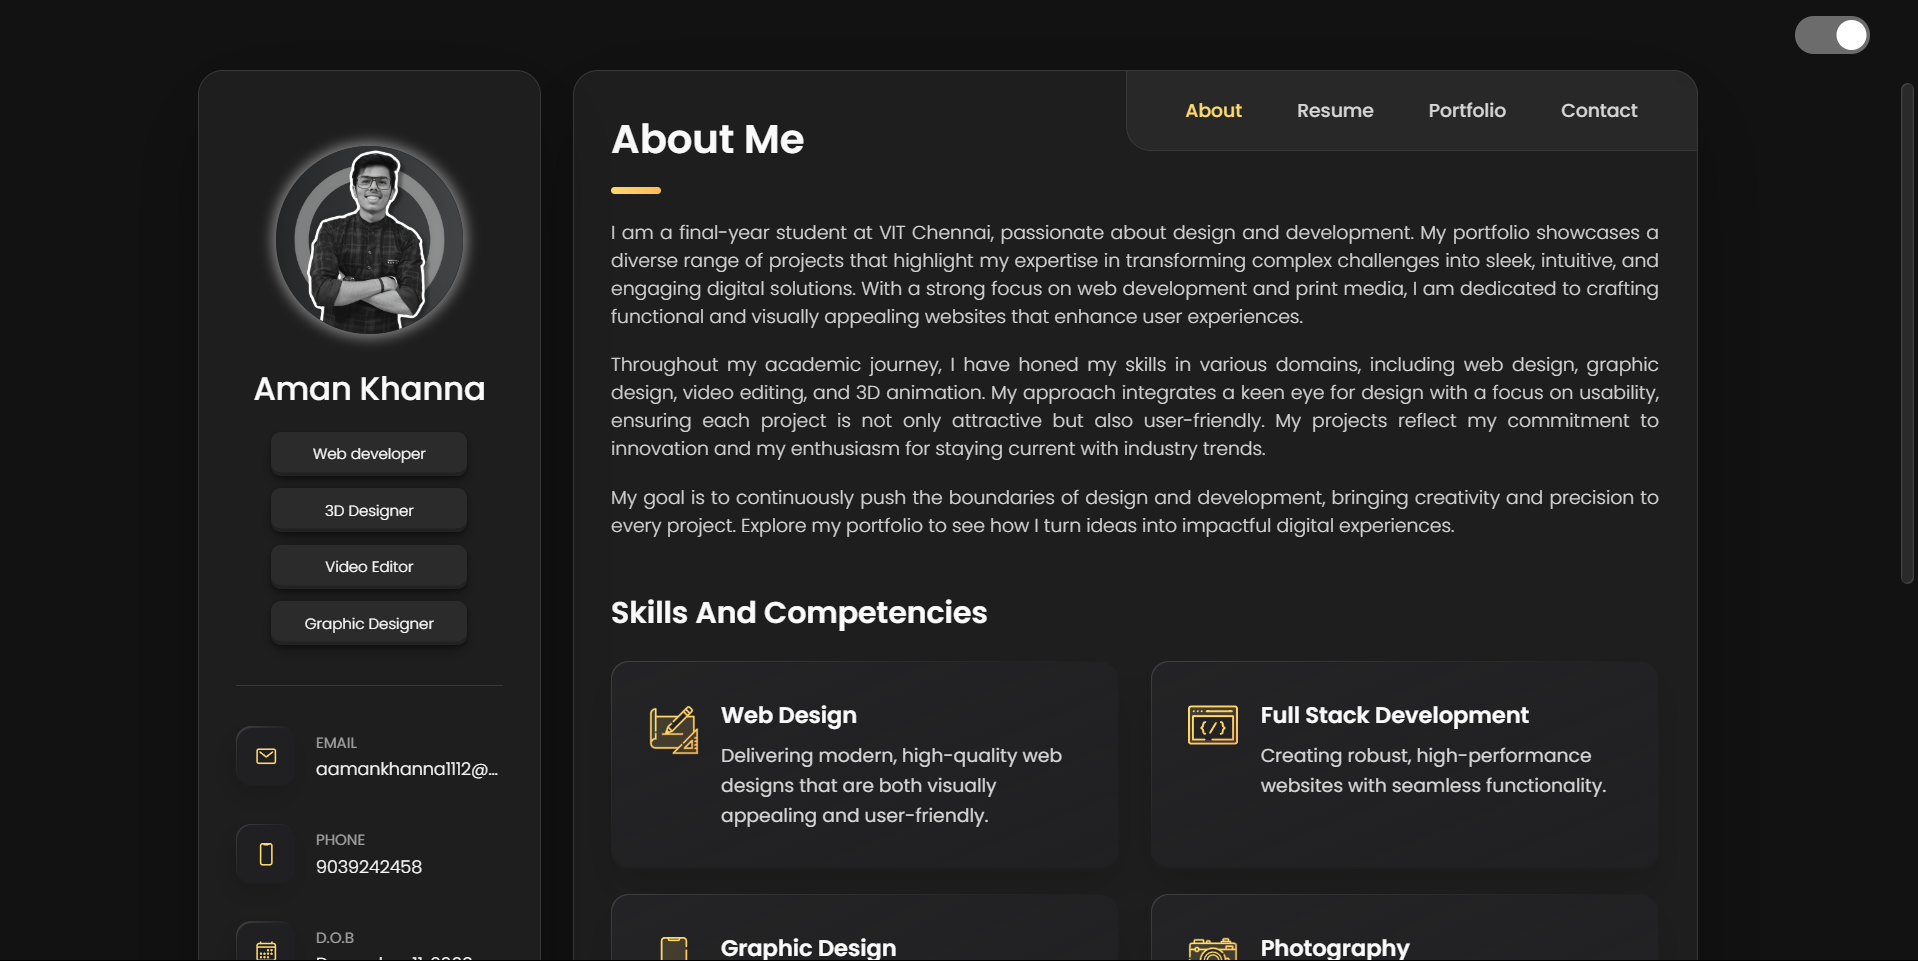 About
Resume
Portfolio
Contact
About Me
I am a final-year student at VIT Chennai, passionate about design and development. My portfolio showcases a
diverse range of projects that highlight my expertise in transforming complex challenges into sleek, intuitive, and
engaging digital solutions. With a strong focus on web development and print media, I am dedicated to crafting
functional and visually appealing websites that enhance user experiences.
Throughout my academic journey, I have honed my skills in various domains, including web design, graphic
design, video editing, and 3D animation. My approach integrates a keen eye for design with a focus on usability,
ensuring each project is not only attractive but also user-friendly. My projects reflect my commitment to
innovation and my enthusiasm for staying current with industry trends.
My goal is to continuously push the boundaries of design and development, bringing creativity and precision to
every project. Explore my portfolio to see how I turn ideas into impactful digital experiences.
Aman Khanna
Web developer
3D Designer
Video Editor
Graphic Designer
EMAIL
aamankhanna1112@...
PHONE
9039242458
D.O.B
Skills And Competencies
Web Design
Delivering modern, high-quality web
designs that are both visually
appealing and user-friendly.
Full Stack Development
Creating robust, high-performance
websites with seamless functionality.
Graphic Design
Photography